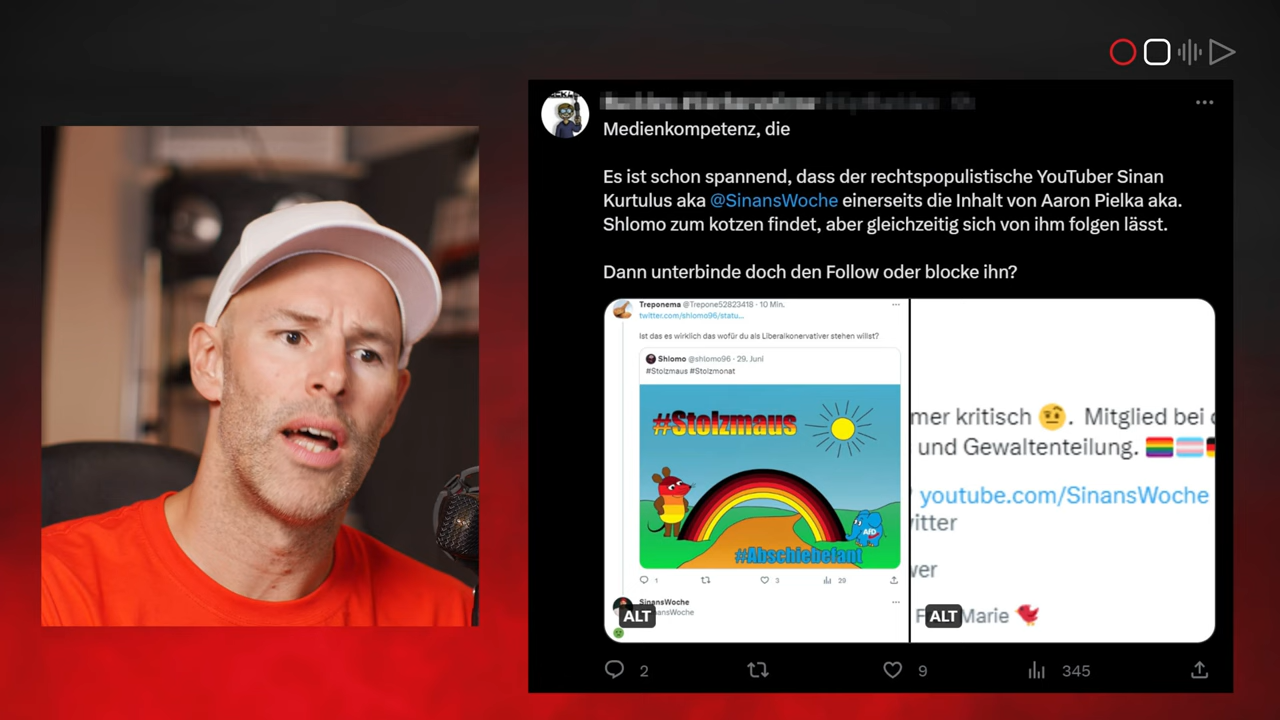 Medienkompetenz, die
Es ist schon spannend, dass der rechtspopulistische YouTuber Sinan
Kurtulus aka @SinansWoche einerseits die Inhalt von Aaron Pielka aka.
Shlomo zum kotzen findet, aber gleichzeitig sich von ihm folgen lässt.
Dann unterbinde doch den Follow oder blocke ihn?
Treponema @Trepone52823418 · 10 Min.
twitter.com/shlomo96/statu...
Ist das es wirklich das wofür du als Liberalkonervativer stehen willst?
Shlomo @shlomo96 · 29. Juni
#Stolzmaus #Stolzmonat
#Stolzmaus
AfD
#Abschiebefant
1 3 29
SinansWoche
ansWoche
ALT
mer kritisch 🤨. Mitglied bei
und Gewaltenteilung. 🏳️‍🌈🏳️‍⚧️
youtube.com/SinansWoche
itter
wer
ALT
Marie
2 9 345